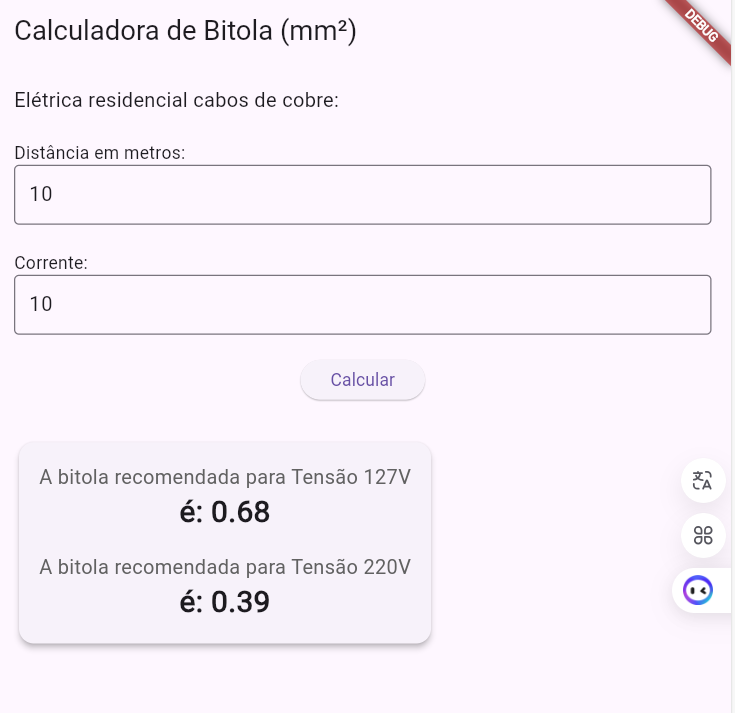 Calculadora de Bitola (mm²)
DEBUG
Elétrica residencial cabos de cobre:
Distância em metros:
10
Corrente:
10
Calcular
A bitola recomendada para Tensão 127V
é: 0.68
A bitola recomendada para Tensão 220V
é: 0.39